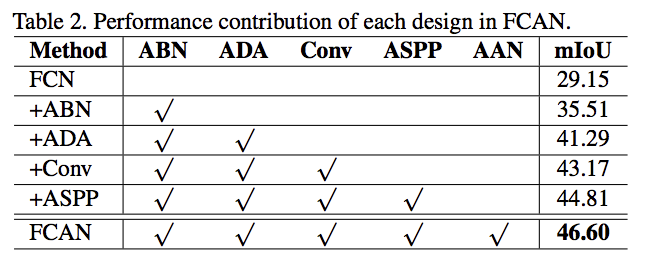 Table 2. Performance contribution of each design in FCAN.
Method ABN ADA Conv ASPP AAN mIoU
FCN 29.15
+ABN √ 35.51
+ADA √ √ 41.29
+Conv √ √ √ 43.17
+ASPP √ √ √ √ 44.81
FCAN √ √ √ √ √ 46.60